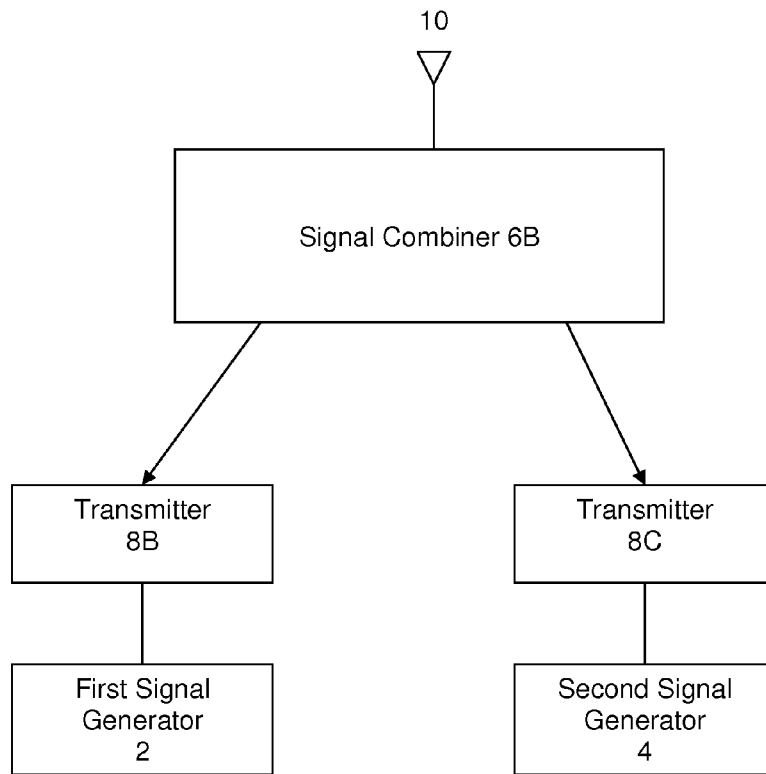 10
Signal Combiner 6B
Transmitter
8B
Transmitter
8C
First Signal
Generator
2
Second Signal
Generator
4